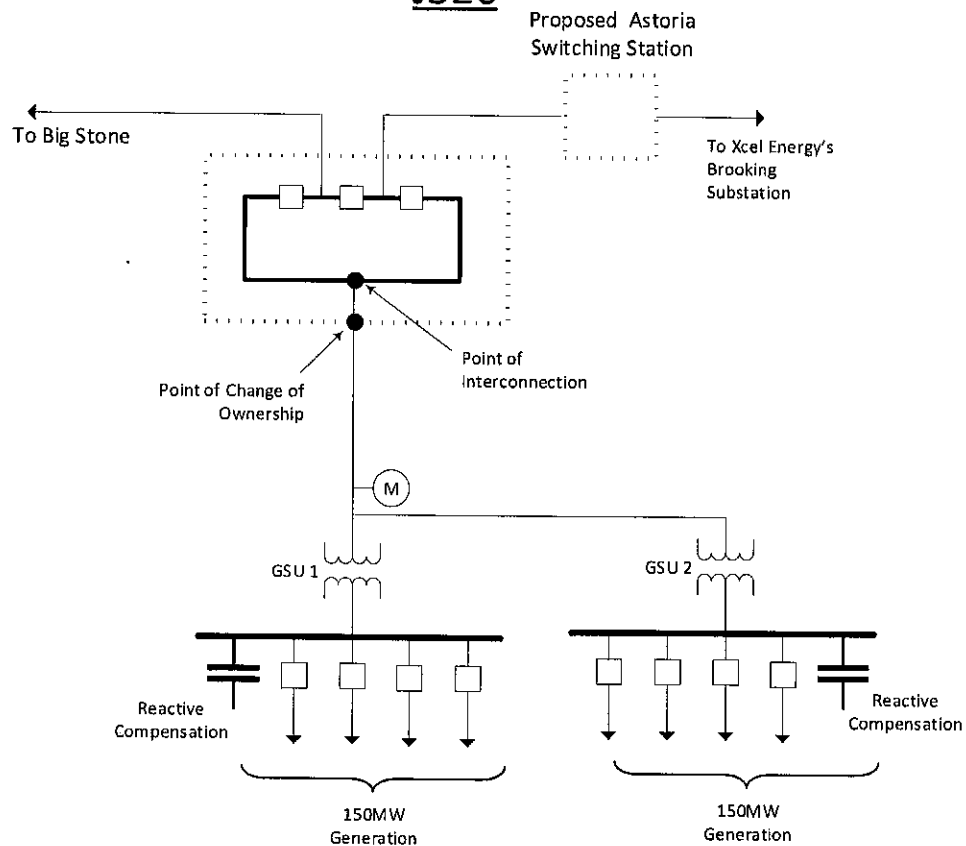 Proposed Astoria
Switching Station
To Big Stone
To Xcel Energy's
Brooking
Substation
Point of
Interconnection
Point of Change of
Ownership
M
GSU 1
GSU 2
Reactive
Compensation
Reactive
Compensation
150MW
Generation
150MW
Generation